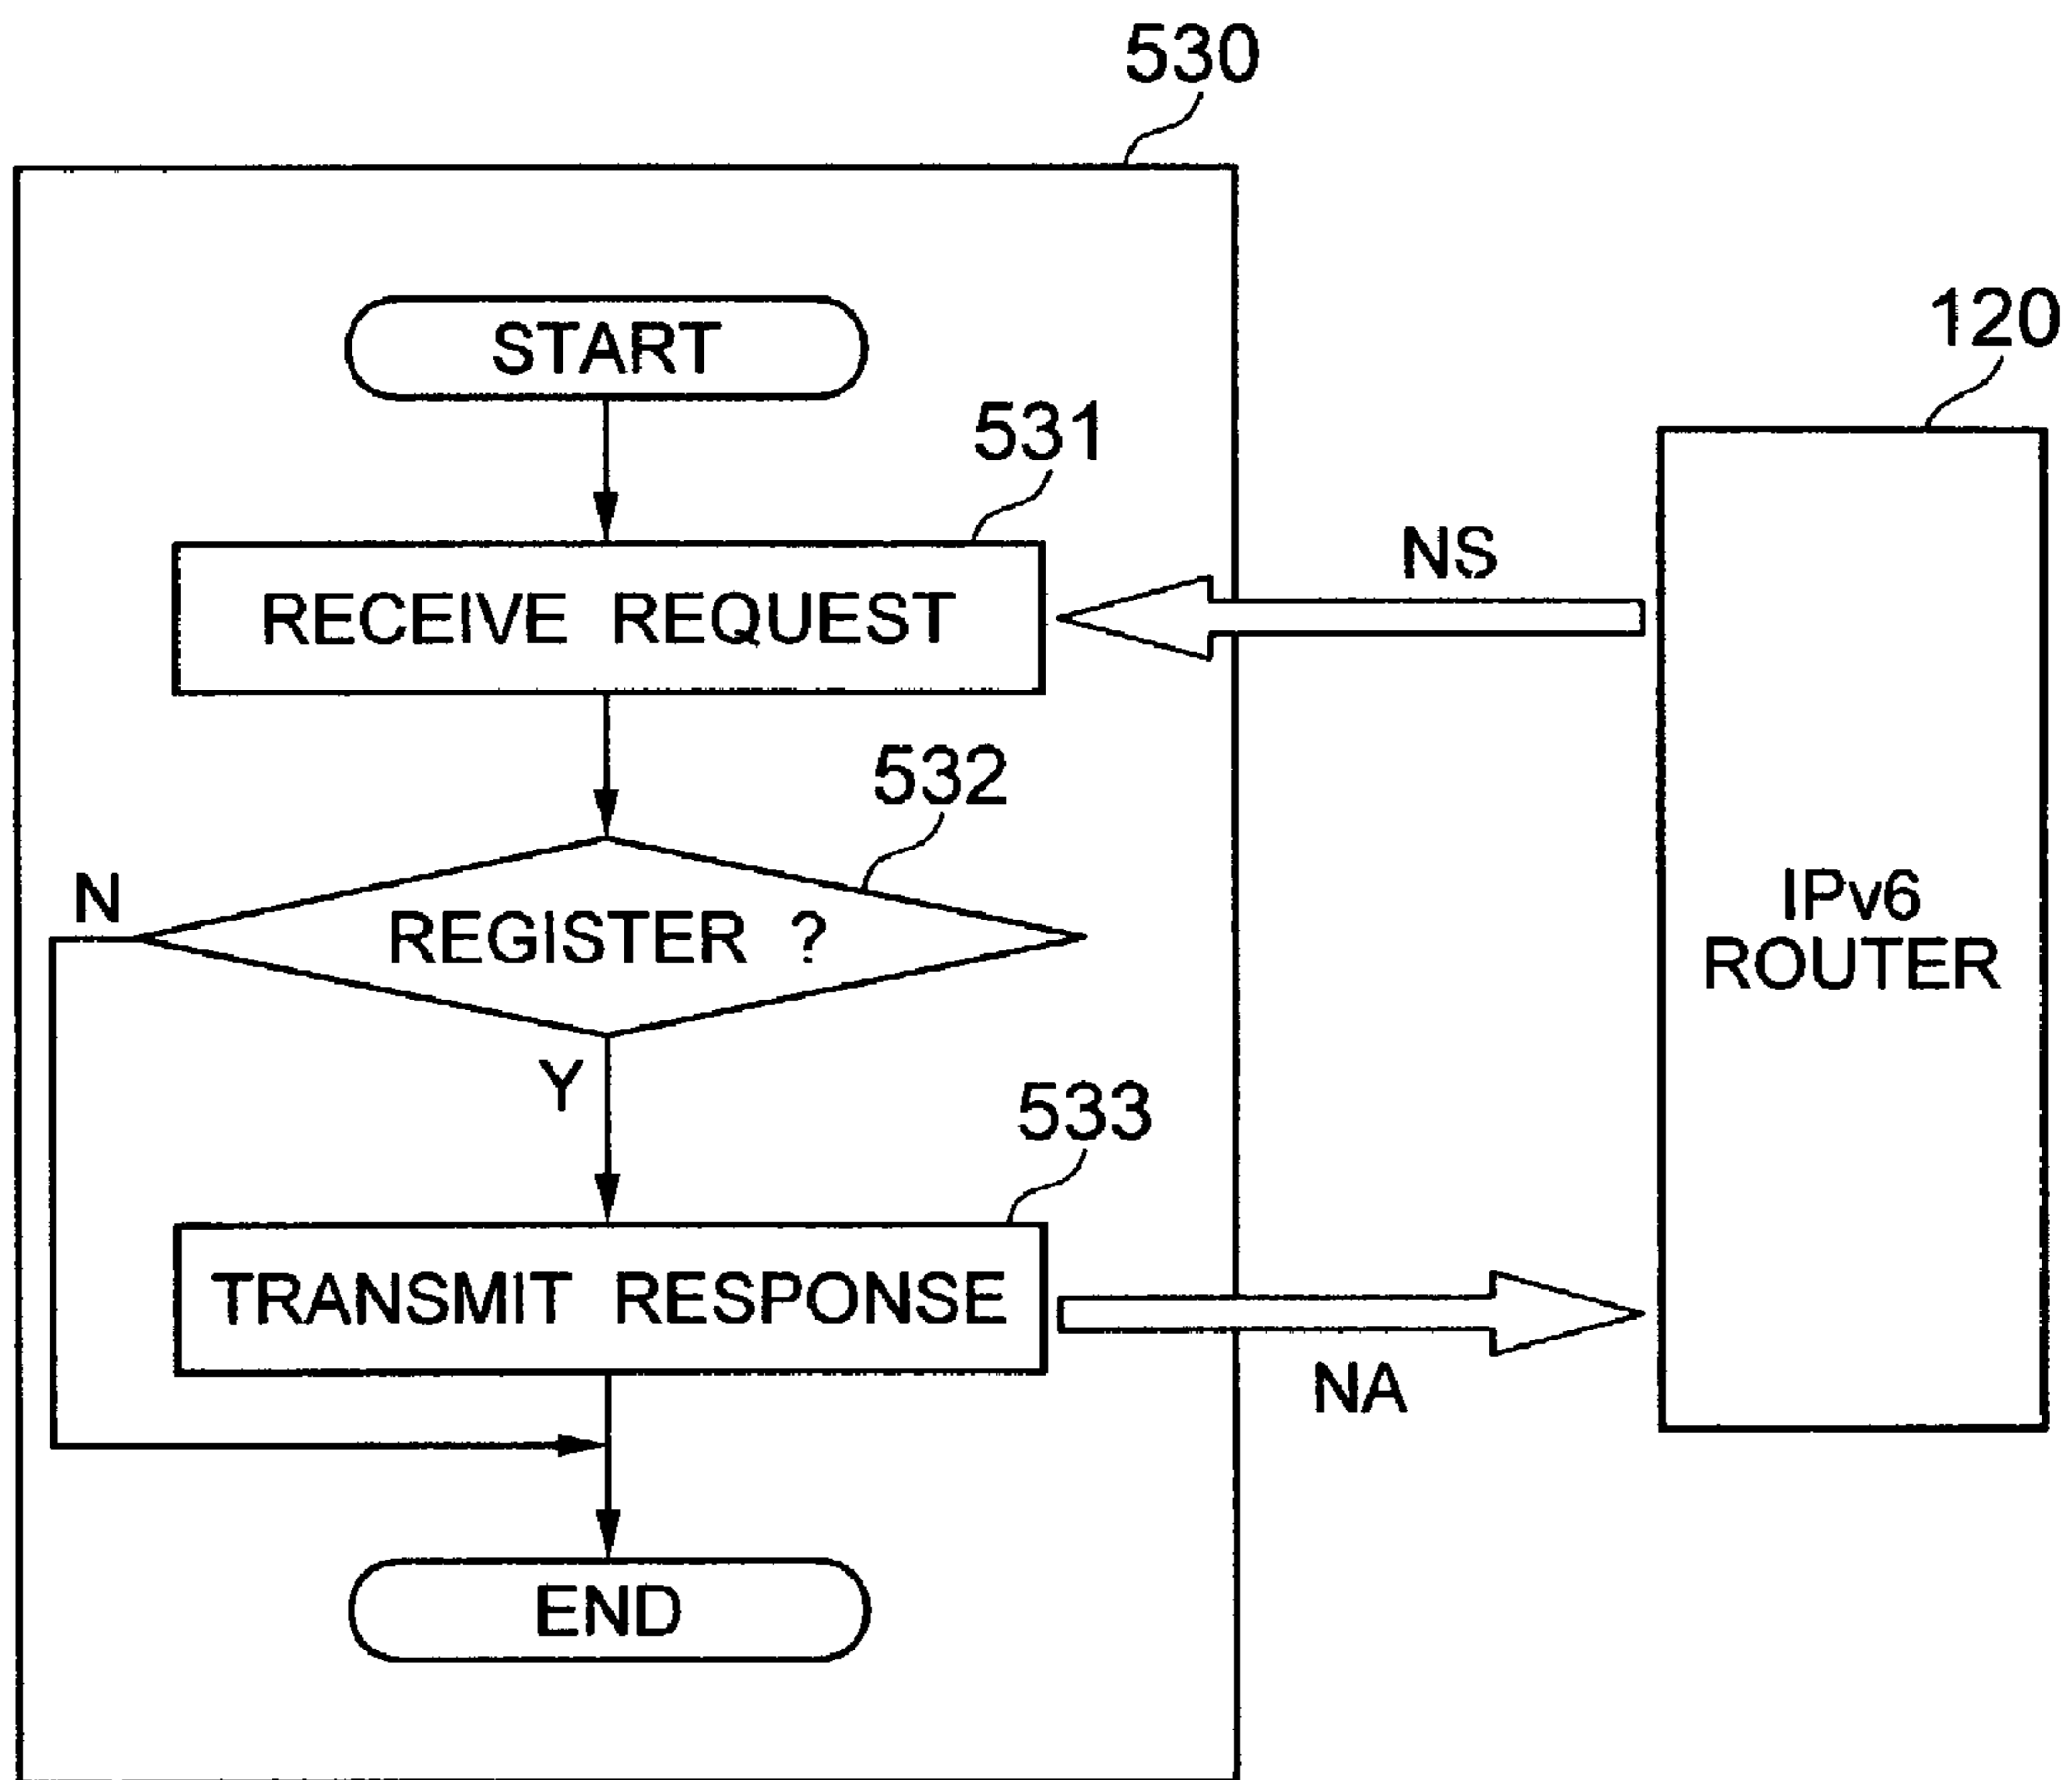 530
120
START
531
NS
RECEIVE REQUEST
532
N
REGISTER ?
IPv6
ROUTER
Y
533
TRANSMIT RESPONSE
NA
END